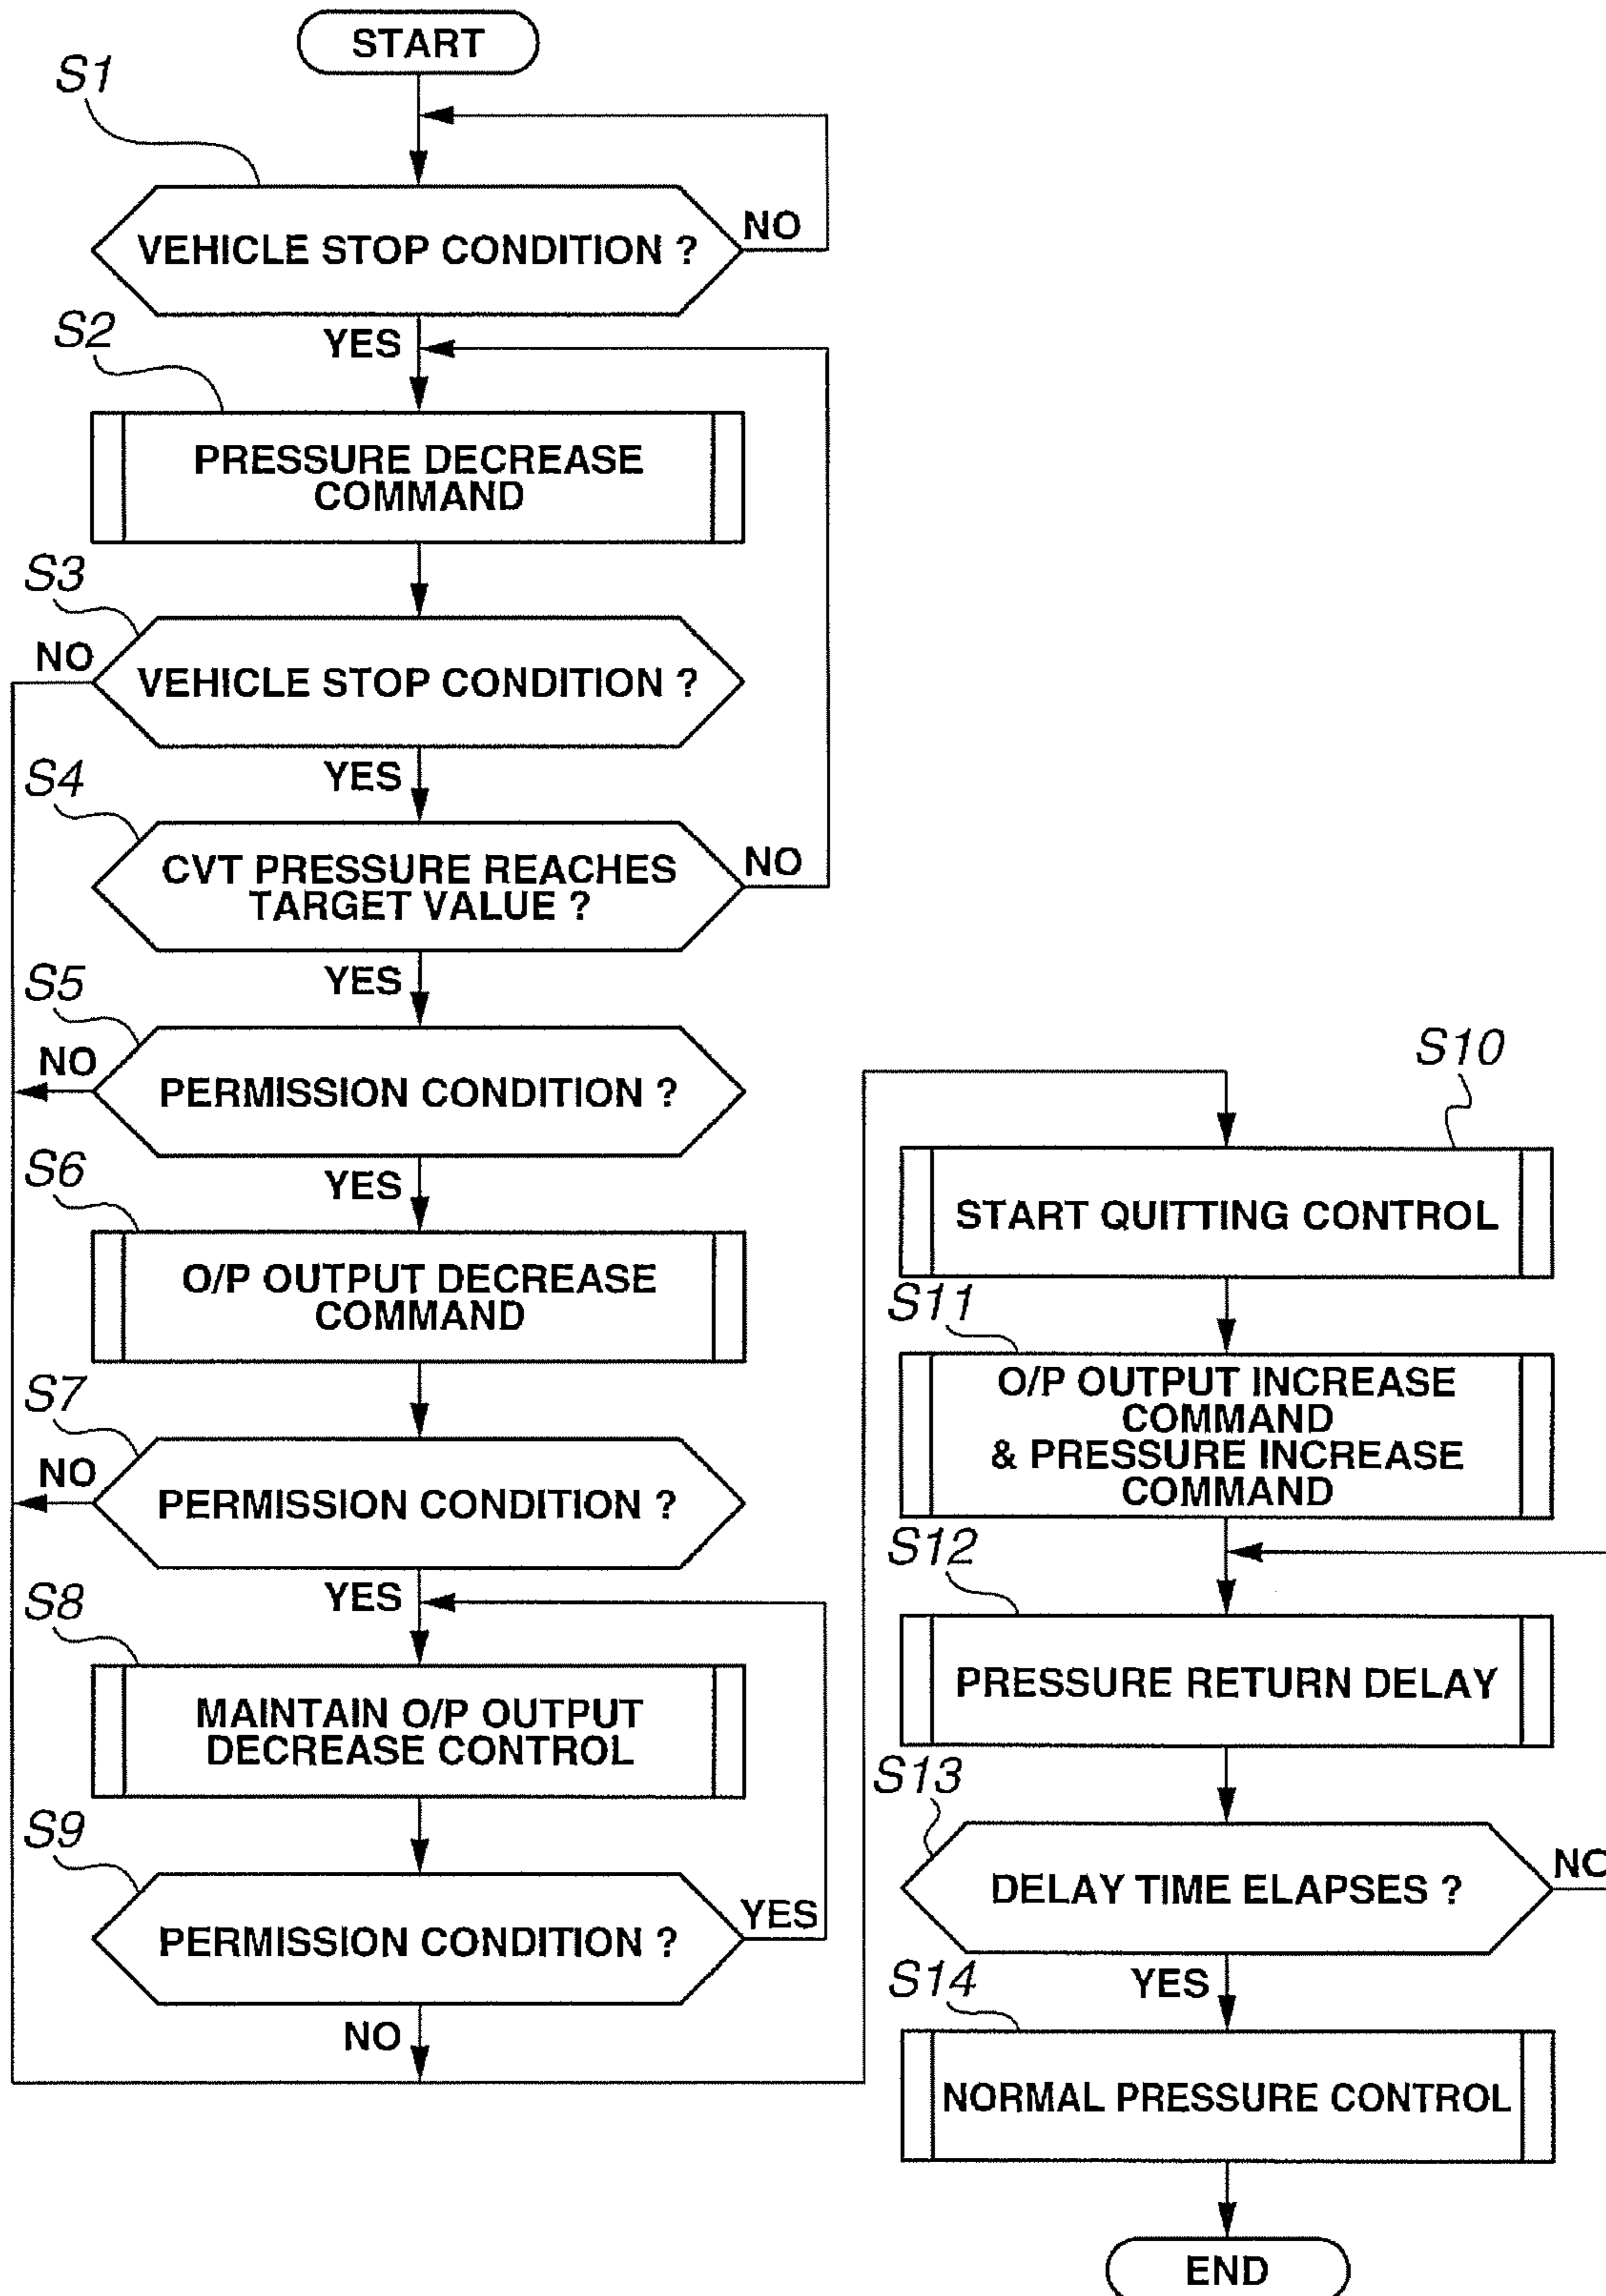 START
S1
VEHICLE STOP CONDITION ?
NO
S2
YES
PRESSURE DECREASE
COMMAND
S3
NO
VEHICLE STOP CONDITION ?
YES
S4
CVT PRESSURE REACHES
TARGET VALUE ?
NO
YES
S5
NO
PERMISSION CONDITION ?
YES
S6
O/P OUTPUT DECREASE
COMMAND
S7
NO
PERMISSION CONDITION ?
YES
S8
MAINTAIN O/P OUTPUT
DECREASE CONTROL
S9
PERMISSION CONDITION ?
YES
NO
S10
START QUITTING CONTROL
S11
O/P OUTPUT INCREASE
COMMAND
& PRESSURE INCREASE
COMMAND
S12
PRESSURE RETURN DELAY
S13
DELAY TIME ELAPSES ?
NO
YES
S14
NORMAL PRESSURE CONTROL
END